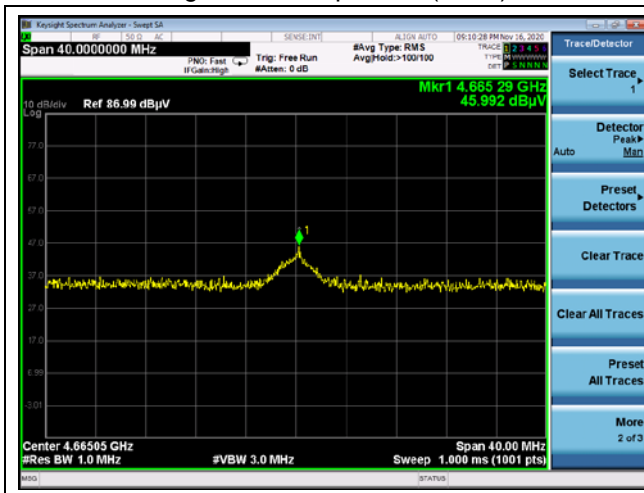 Keysight Spectrum Analyzer - Swept SA
RF 50 Ω AC SENSE:INT ALIGN AUTO 09:10:28 PM Nov 16, 2020
Span 40.0000000 MHz
PNO: Fast
IFGain:High
Trig: Free Run
#Atten: 0 dB
#Avg Type: RMS
Avg|Hold:>100/100
TRACE 1 2 3 4 5 6
TYPE M
DET P S N N N N
Mkr1 4.665 29 GHz
45.992 dBµV
10 dB/div Ref 86.99 dBµV
Log
77.0
67.0
57.0
47.0
37.0
27.0
17.0
6.99
-3.01
1
Center 4.66505 GHz
Span 40.00 MHz
#Res BW 1.0 MHz
#VBW 3.0 MHz
Sweep 1.000 ms (1001 pts)
MSG
STATUS
Trace/Detector
Select Trace
1
Detector
Peak
Auto Man
Preset
Detectors
Clear Trace
Clear All Traces
Preset
All Traces
More
2 of 3